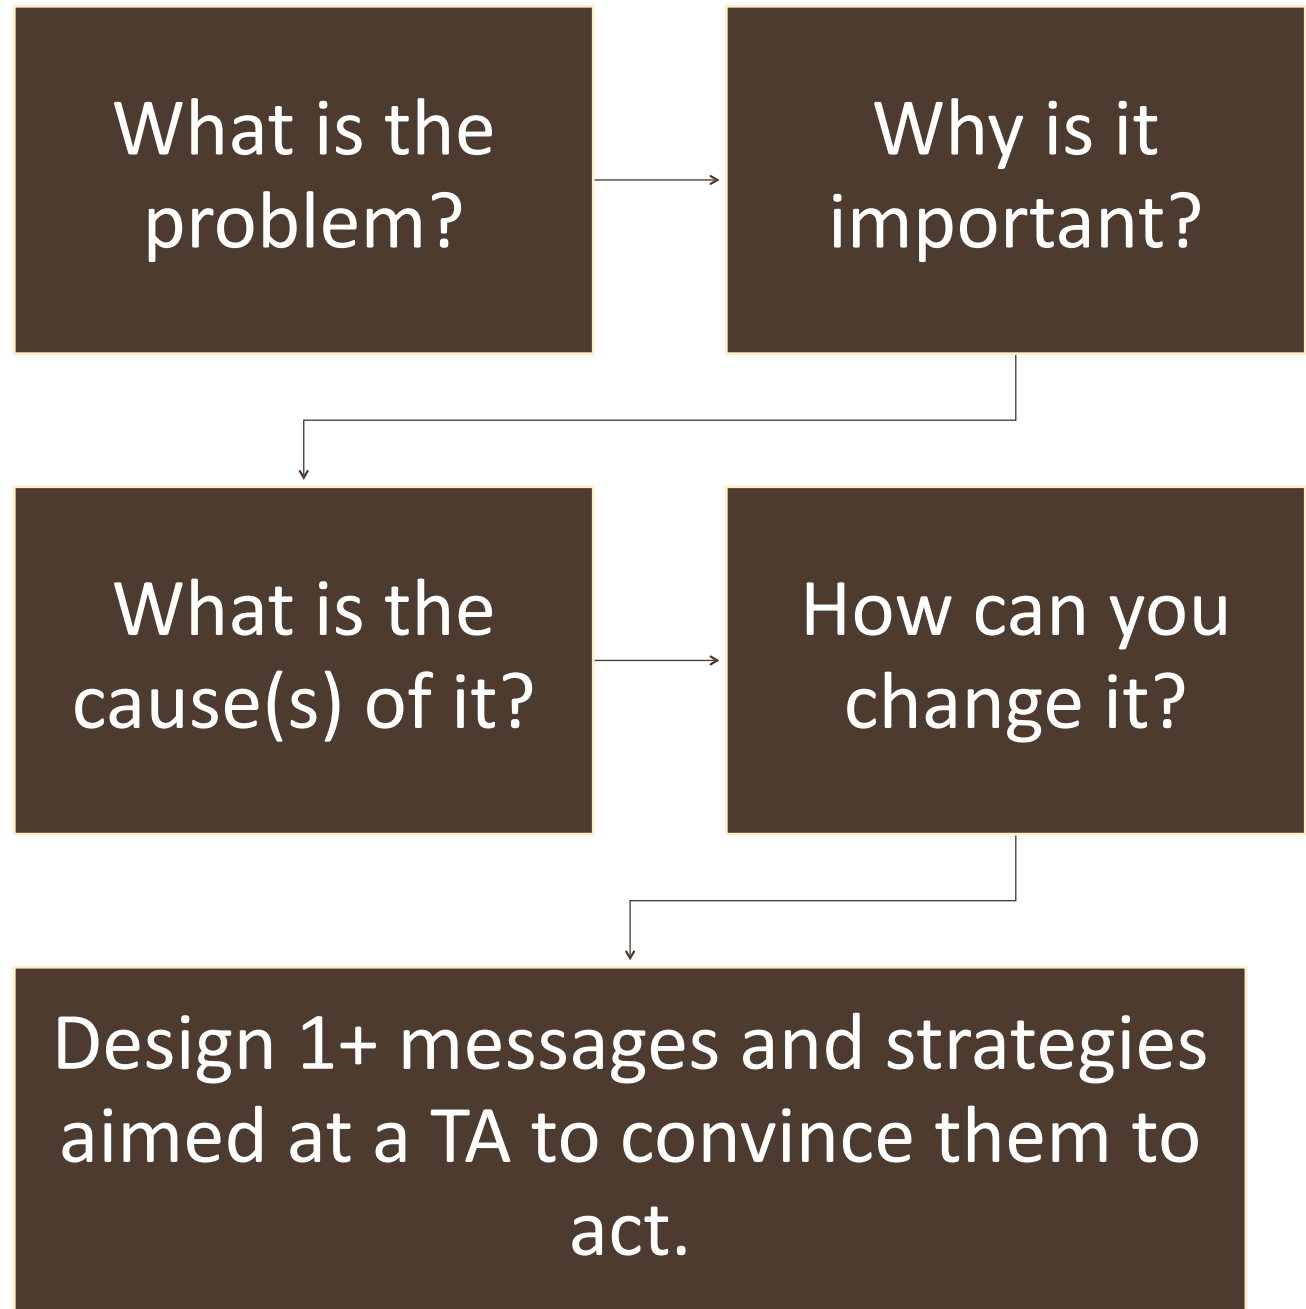 What is the
problem?
Why is it
important?
What is the
cause(s) of it?
How can you
change it?
Design 1+ messages and strategies
aimed at a TA to convince them to
act.